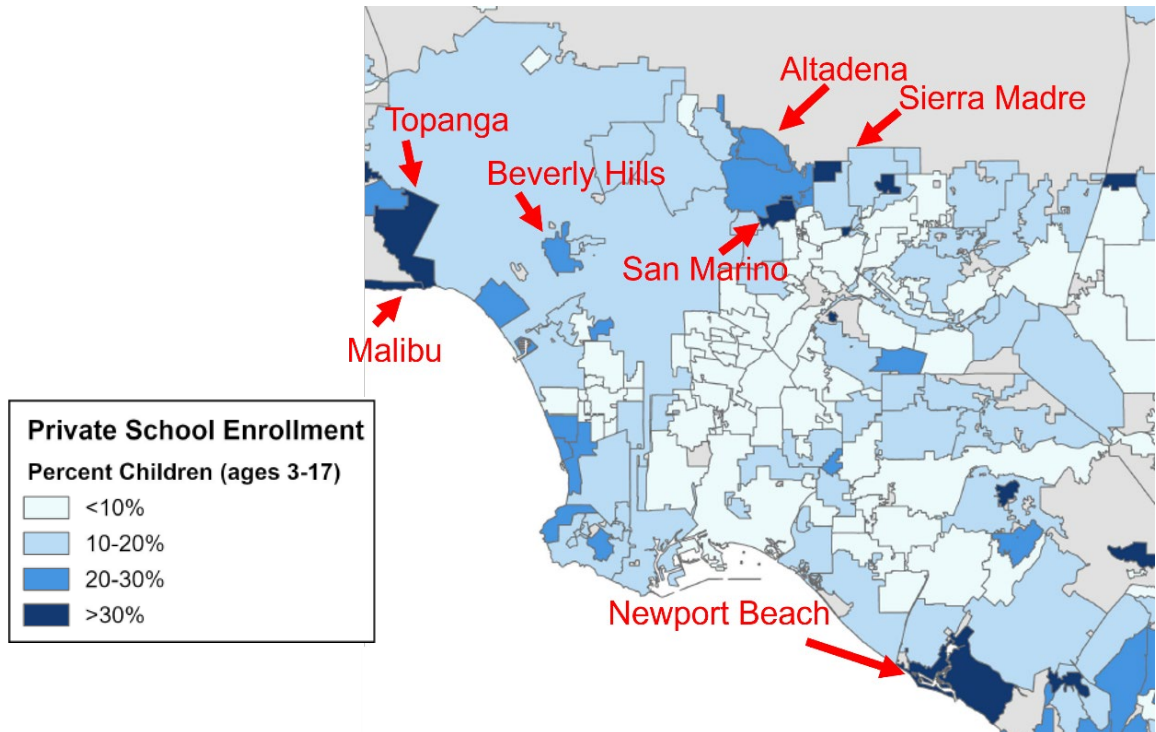 Altadena
Sierra Madre
Topanga
Beverly Hills
San Marino
Malibu
Private School Enrollment
Percent Children (ages 3-17)
<10%
10-20%
20-30%
>30%
Newport Beach